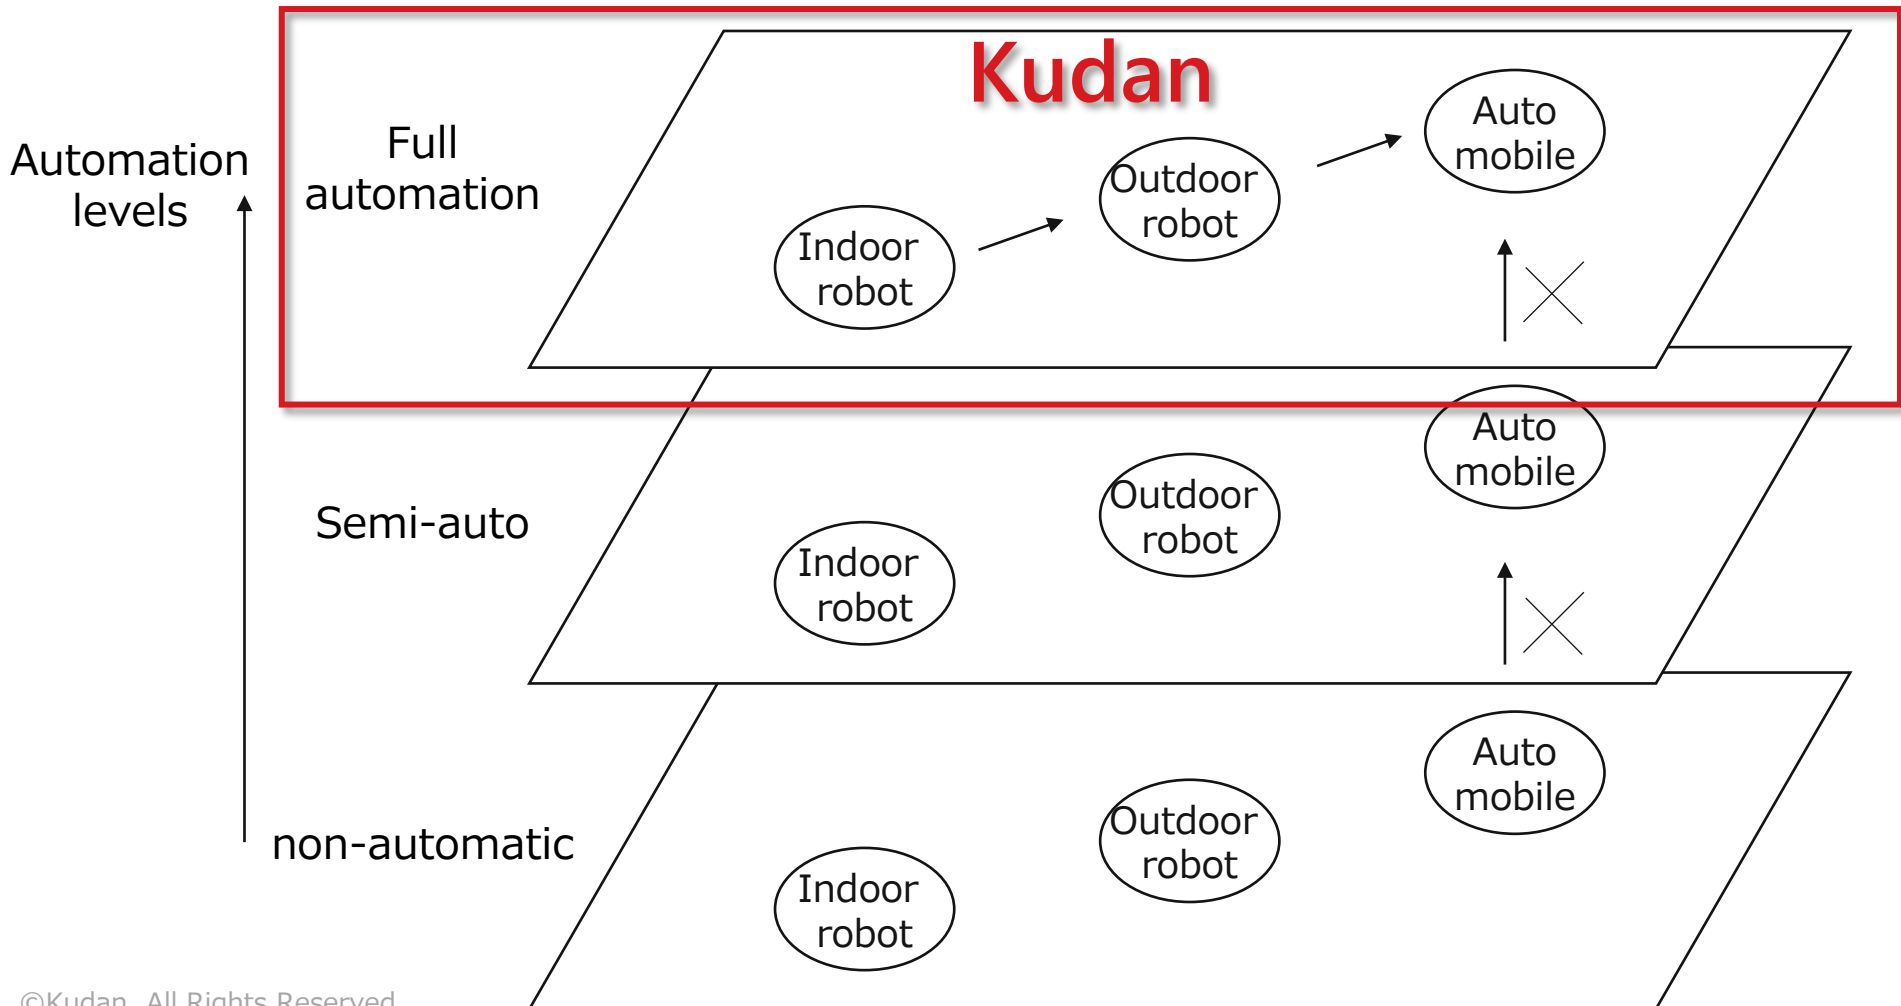 Kudan
Automation
levels
Full
automation
Indoor
robot
Outdoor
robot
Auto
mobile
Semi-auto
Indoor
robot
Outdoor
robot
Auto
mobile
non-automatic
Indoor
robot
Outdoor
robot
Auto
mobile
©Kudan. All Rights Reserved